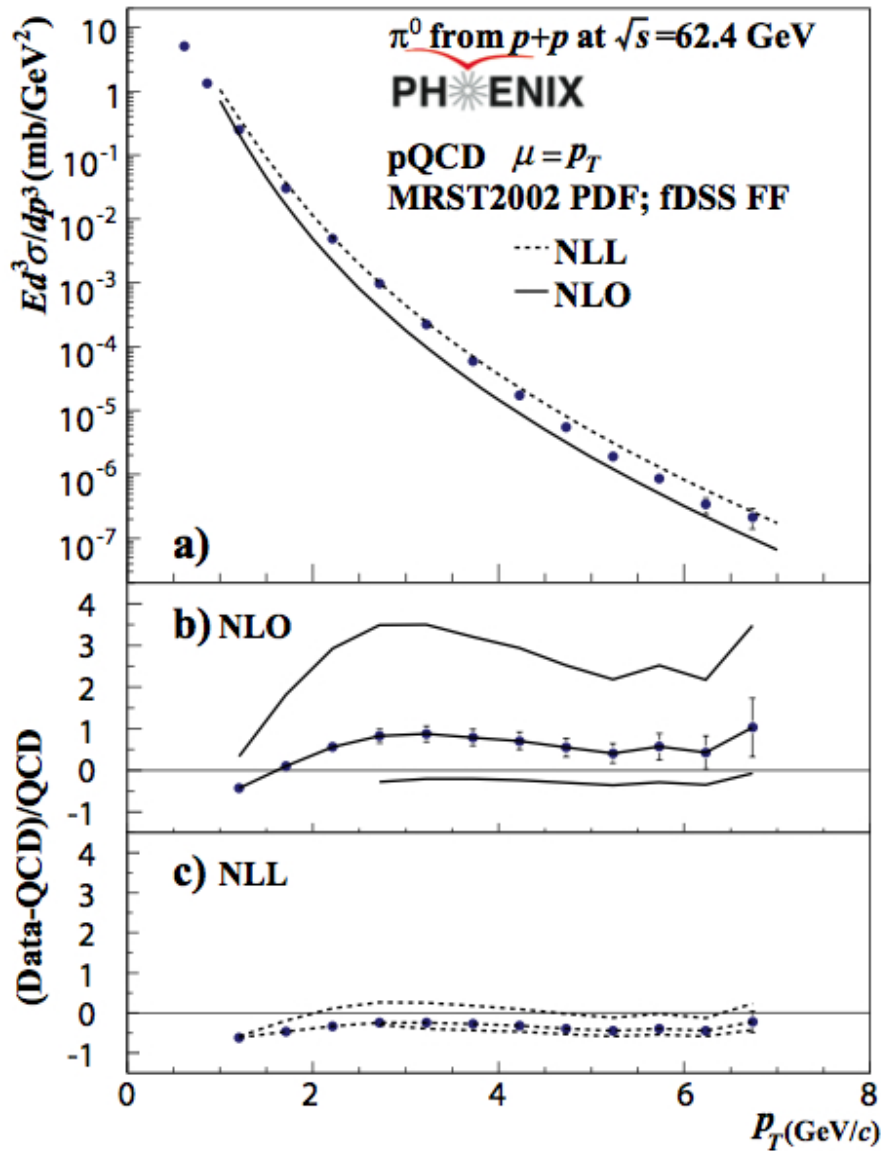 π⁰ from p+p at √s=62.4 GeV
PHENIX
pQCD μ = p_T
MRST2002 PDF; fDSS FF
NLL
NLO
Ed³σ/dp³ (mb/GeV²)
10
1
10⁻¹
10⁻²
10⁻³
10⁻⁴
10⁻⁵
10⁻⁶
10⁻⁷
a)
b) NLO
4
3
2
1
0
-1
c) NLL
4
3
2
1
0
-1
(Data-QCD)/QCD
0 2 4 6 8
p_T(GeV/c)